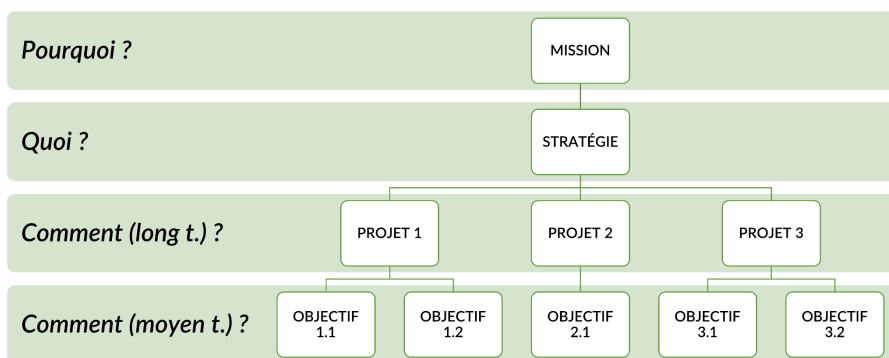 Pourquoi ?
MISSION
Quoi ?
STRATÉGIE
Comment (long t.) ?
PROJET 1
PROJET 2
PROJET 3
Comment (moyen t.) ?
OBJECTIF
1.1
OBJECTIF
1.2
OBJECTIF
2.1
OBJECTIF
3.1
OBJECTIF
3.2